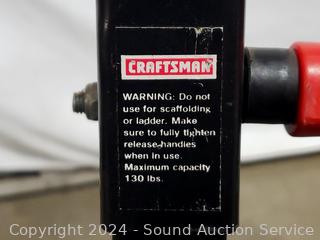 CRAFTSMAN
WARNING: Do not
use for scaffolding
or ladder. Make
sure to fully tighten
release handles
when in use.
Maximum capacity
130 lbs.
Copyright 2024 - Sound Auction Service